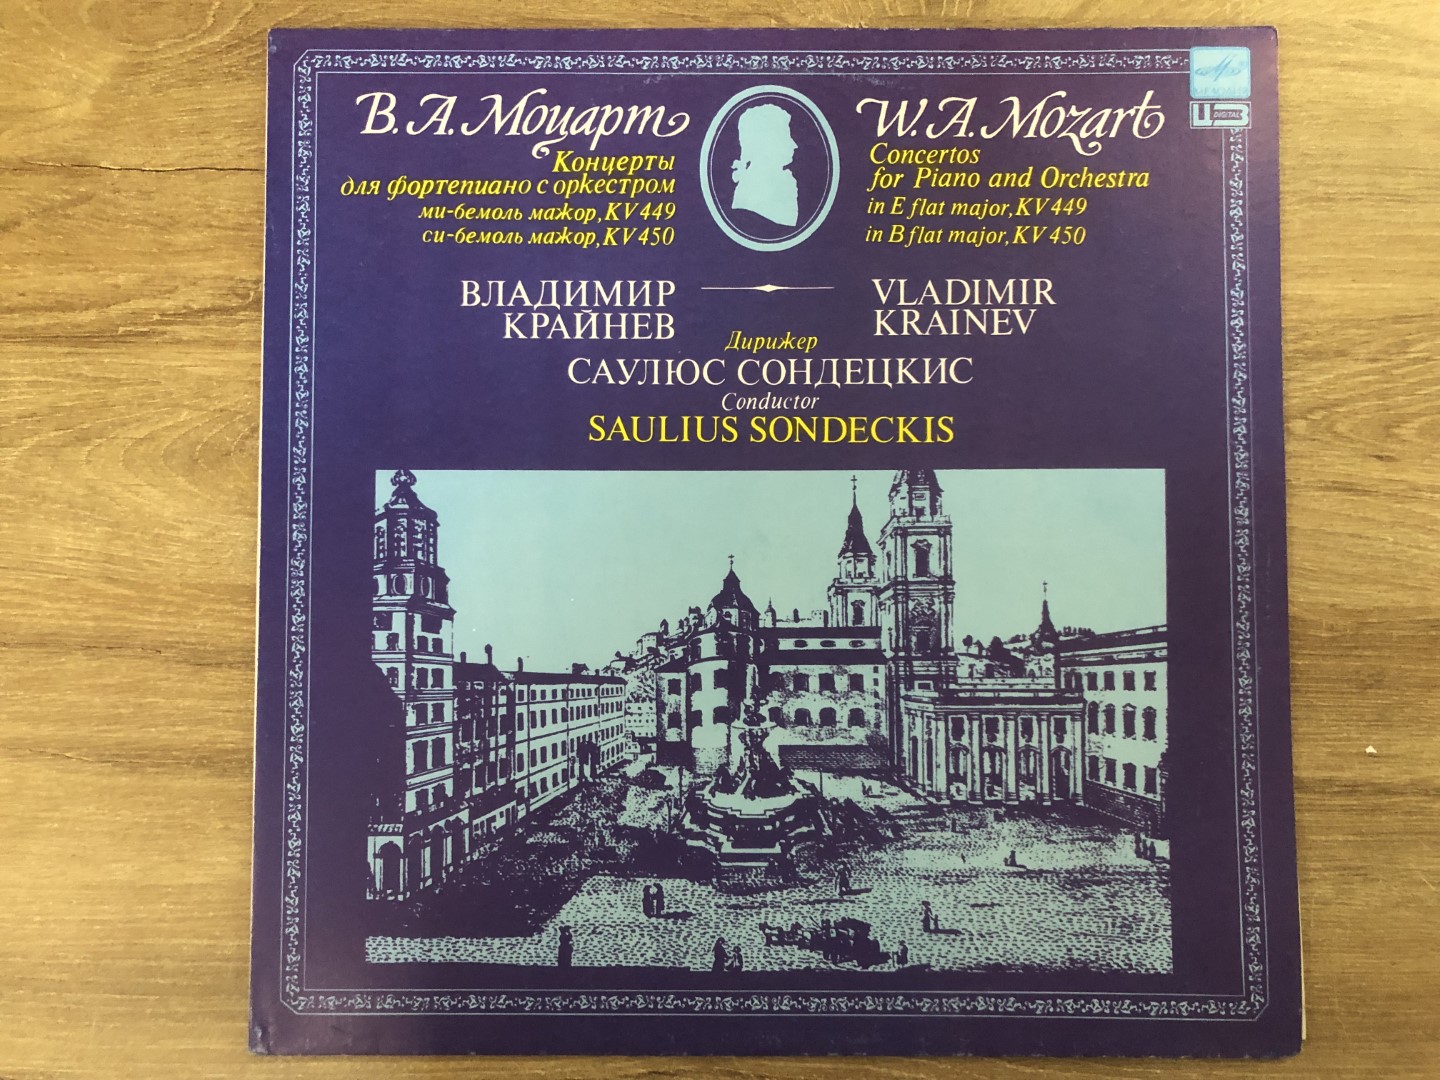 В. А. Моцарт
Концерты
для фортепиано с оркестром
ми-бемоль мажор, KV 449
си-бемоль мажор, KV 450
W. A. Mozart
Concertos
for Piano and Orchestra
in E flat major, KV 449
in B flat major, KV 450
МЕЛОДИЯ
ЦЗ DIGITAL
ВЛАДИМИР
КРАЙНЕВ
VLADIMIR
KRAINEV
Дирижер
САУЛЮС СОНДЕЦКИС
Conductor
SAULIUS SONDECKIS